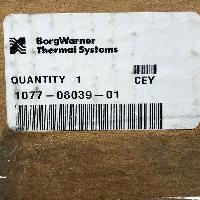 BorgWarner
Thermal Systems
QUANTITY 1
CEY
1077-08039-01